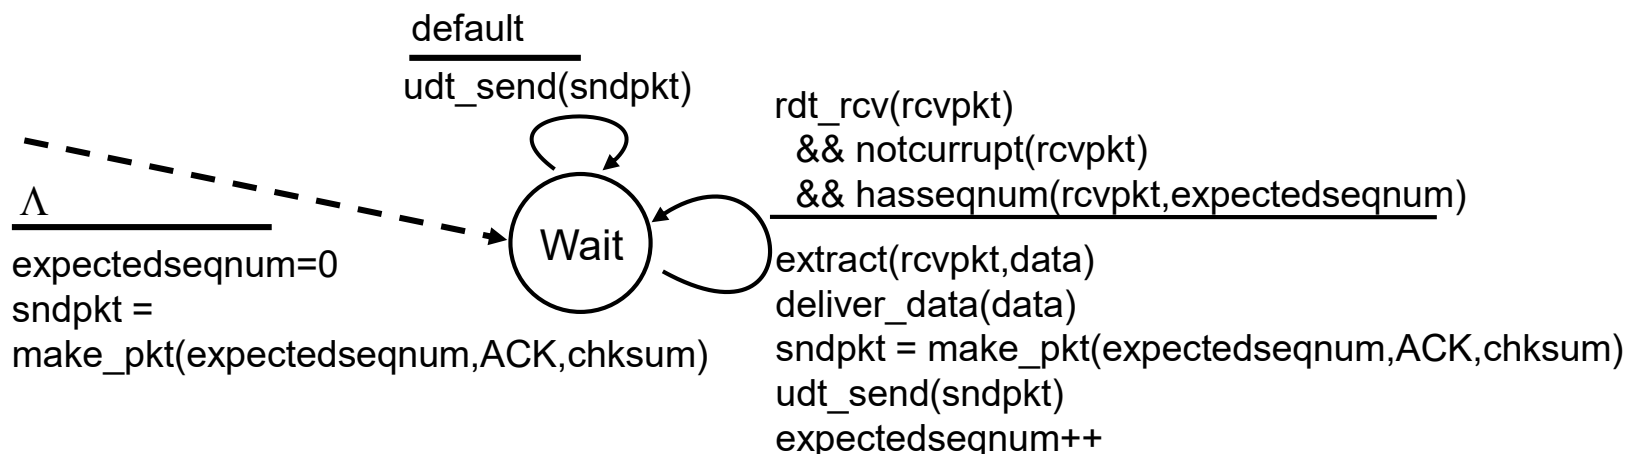 default
udt_send(sndpkt)
Λ
expectedseqnum=0
sndpkt =
make_pkt(expectedseqnum,ACK,chksum)
Wait
rdt_rcv(rcvpkt)
&& notcurrupt(rcvpkt)
&& hasseqnum(rcvpkt,expectedseqnum)
extract(rcvpkt,data)
deliver_data(data)
sndpkt = make_pkt(expectedseqnum,ACK,chksum)
udt_send(sndpkt)
expectedseqnum++